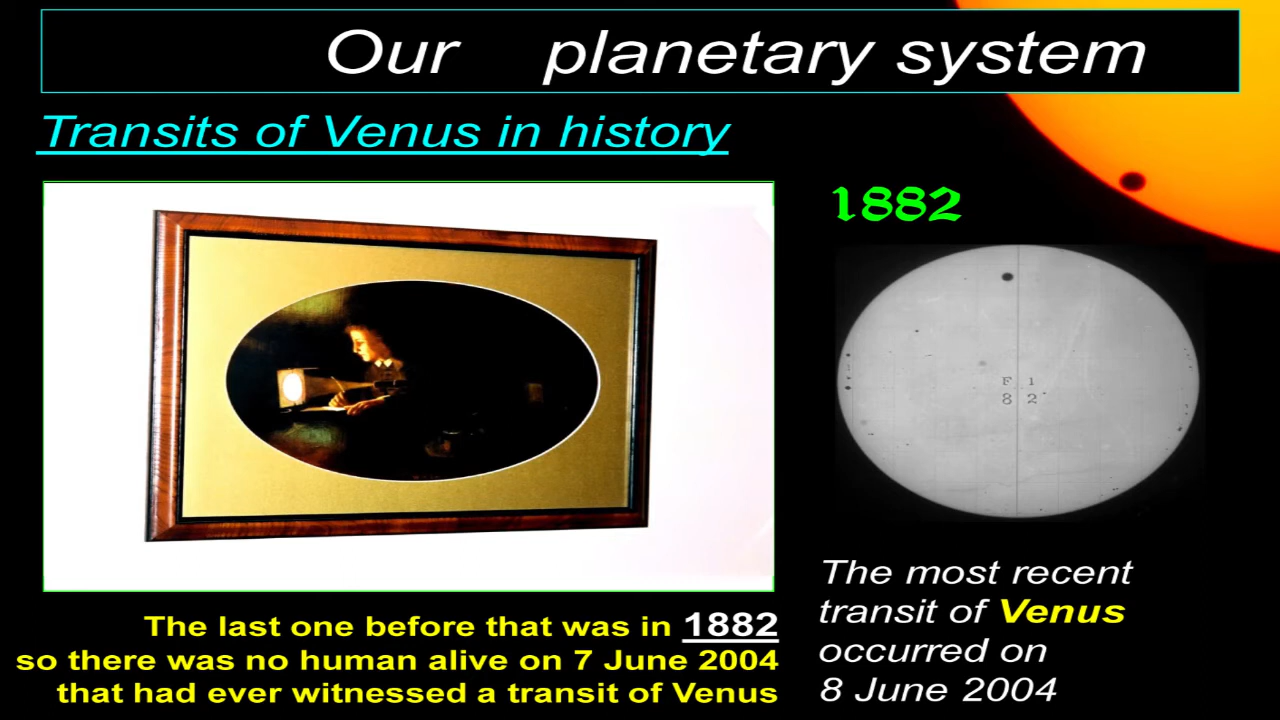 Our planetary system
Transits of Venus in history
1882
F 1
8 2
The most recent
transit of Venus
occurred on
8 June 2004
The last one before that was in 1882
so there was no human alive on 7 June 2004
that had ever witnessed a transit of Venus